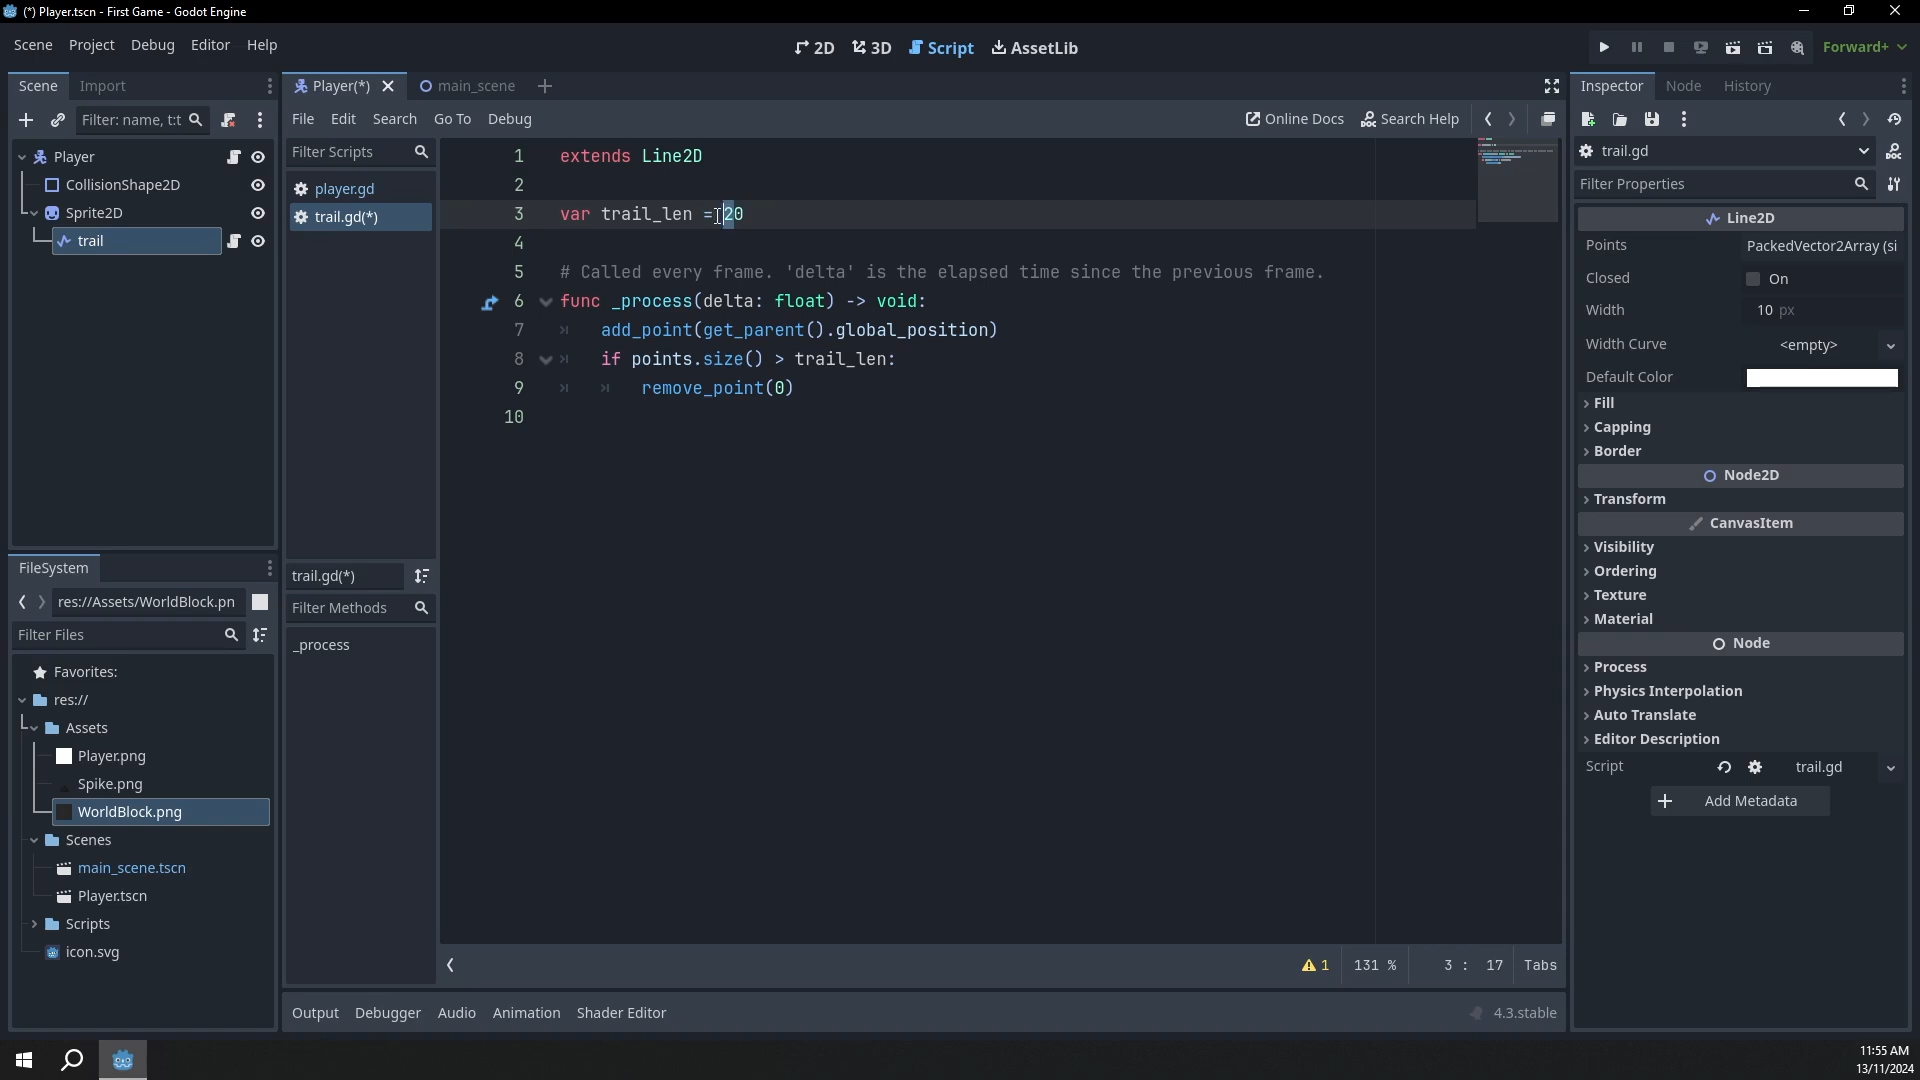 (*) Player.tscn - First Game - Godot Engine
Scene Project Debug Editor Help
2D 3D Script AssetLib
Forward+
Scene Import
Filter: name, t:t
Player
CollisionShape2D
Sprite2D
trail
Player(*) main_scene
File Edit Search Go To Debug
Online Docs Search Help
Filter Scripts
player.gd
trail.gd(*)
trail.gd(*)
Filter Methods
_process
1 extends Line2D
2
3 var trail_len = 20
4
5 # Called every frame. 'delta' is the elapsed time since the previous frame.
6 func _process(delta: float) -> void:
7 add_point(get_parent().global_position)
8 if points.size() > trail_len:
9 remove_point(0)
10
1 131 % 3 : 17 Tabs
Output Debugger Audio Animation Shader Editor
4.3.stable
FileSystem
res://Assets/WorldBlock.pn
Filter Files
Favorites:
res://
Assets
Player.png
Spike.png
WorldBlock.png
Scenes
main_scene.tscn
Player.tscn
Scripts
icon.svg
Inspector Node History
trail.gd
Filter Properties
Line2D
Points PackedVector2Array (si
Closed On
Width 10 px
Width Curve <empty>
Default Color
Fill
Capping
Border
Node2D
Transform
CanvasItem
Visibility
Ordering
Texture
Material
Node
Process
Physics Interpolation
Auto Translate
Editor Description
Script trail.gd
Add Metadata
11:55 AM
13/11/2024